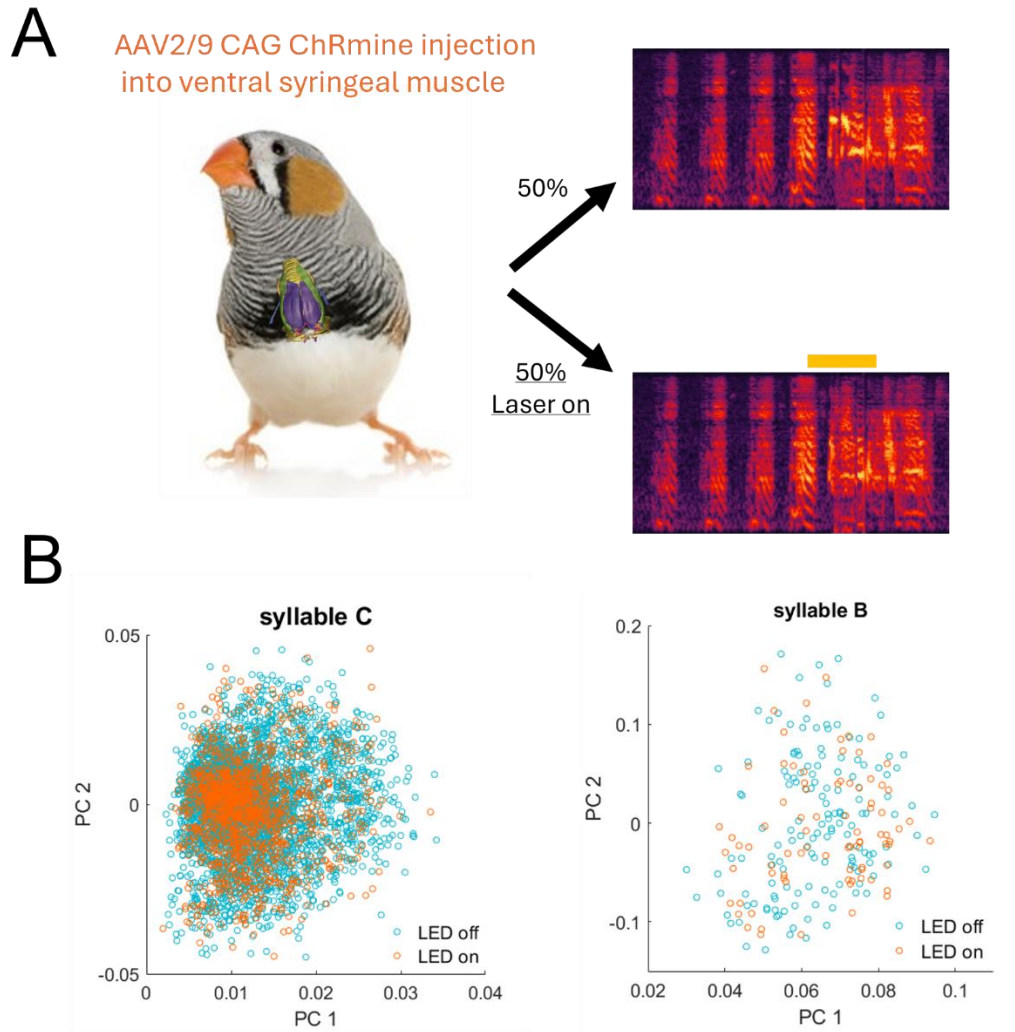 A
AAV2/9 CAG ChRmine injection
into ventral syringeal muscle
50%
50%
Laser on
B
syllable C
0.05
0
-0.05
PC 2
0
0.01
0.02
0.03
0.04
PC 1
LED off
LED on
syllable B
0.2
0.1
0
-0.1
PC 2
0.02
0.04
0.06
0.08
0.1
PC 1
LED off
LED on